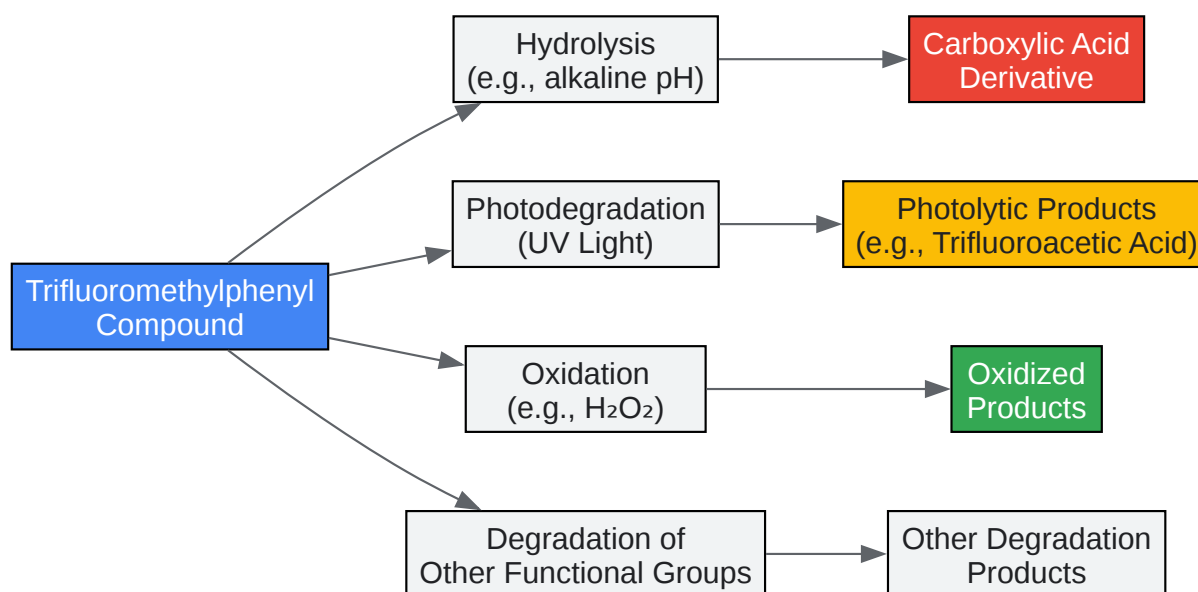 Hydrolysis
(e.g., alkaline pH)
Carboxylic Acid
Derivative
Photodegradation
(UV Light)
Photolytic Products
(e.g., Trifluoroacetic Acid)
Trifluoromethylphenyl
Compound
Oxidation
(e.g., H₂O₂)
Oxidized
Products
Degradation of
Other Functional Groups
Other Degradation
Products